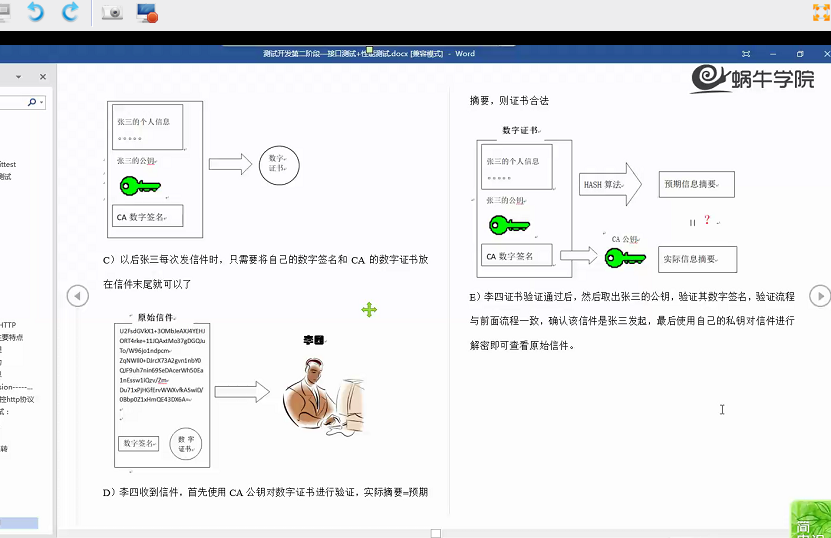 测试开发第二阶段---接口测试+性能测试.docx [兼容模式] - Word
蜗牛学院
ittest
测试
HTTP
主要特点
sion-----...
控http协议
试：
转
张三的个人信息
。。。。。
张三的公钥
CA 数字签名
数字
证书
C）以后张三每次发信件时，只需要将自己的数字签名和 CA 的数字证书放
在信件末尾就可以了
原始信件
U2FsdGVkX1+3OMbJeAXJ4YEHJ
To/W96jo1ndpcm
数字签名
数 字
证书
李四
D）李四收到信件，首先使用 CA 公钥对数字证书进行验证，实际摘要=预期
摘要，则证书合法
数字证书
张三的个人信息
。。。。。
张三的公钥
CA 数字签名
HASH 算法
预期信息摘要
？
CA 公钥
实际信息摘要
E）李四证书验证通过后，然后取出张三的公钥，验证其数字签名，验证流程
与前面流程一致，确认该信件是张三发起，最后使用自己的私钥对信件进行
解密即可查看原始信件。
简